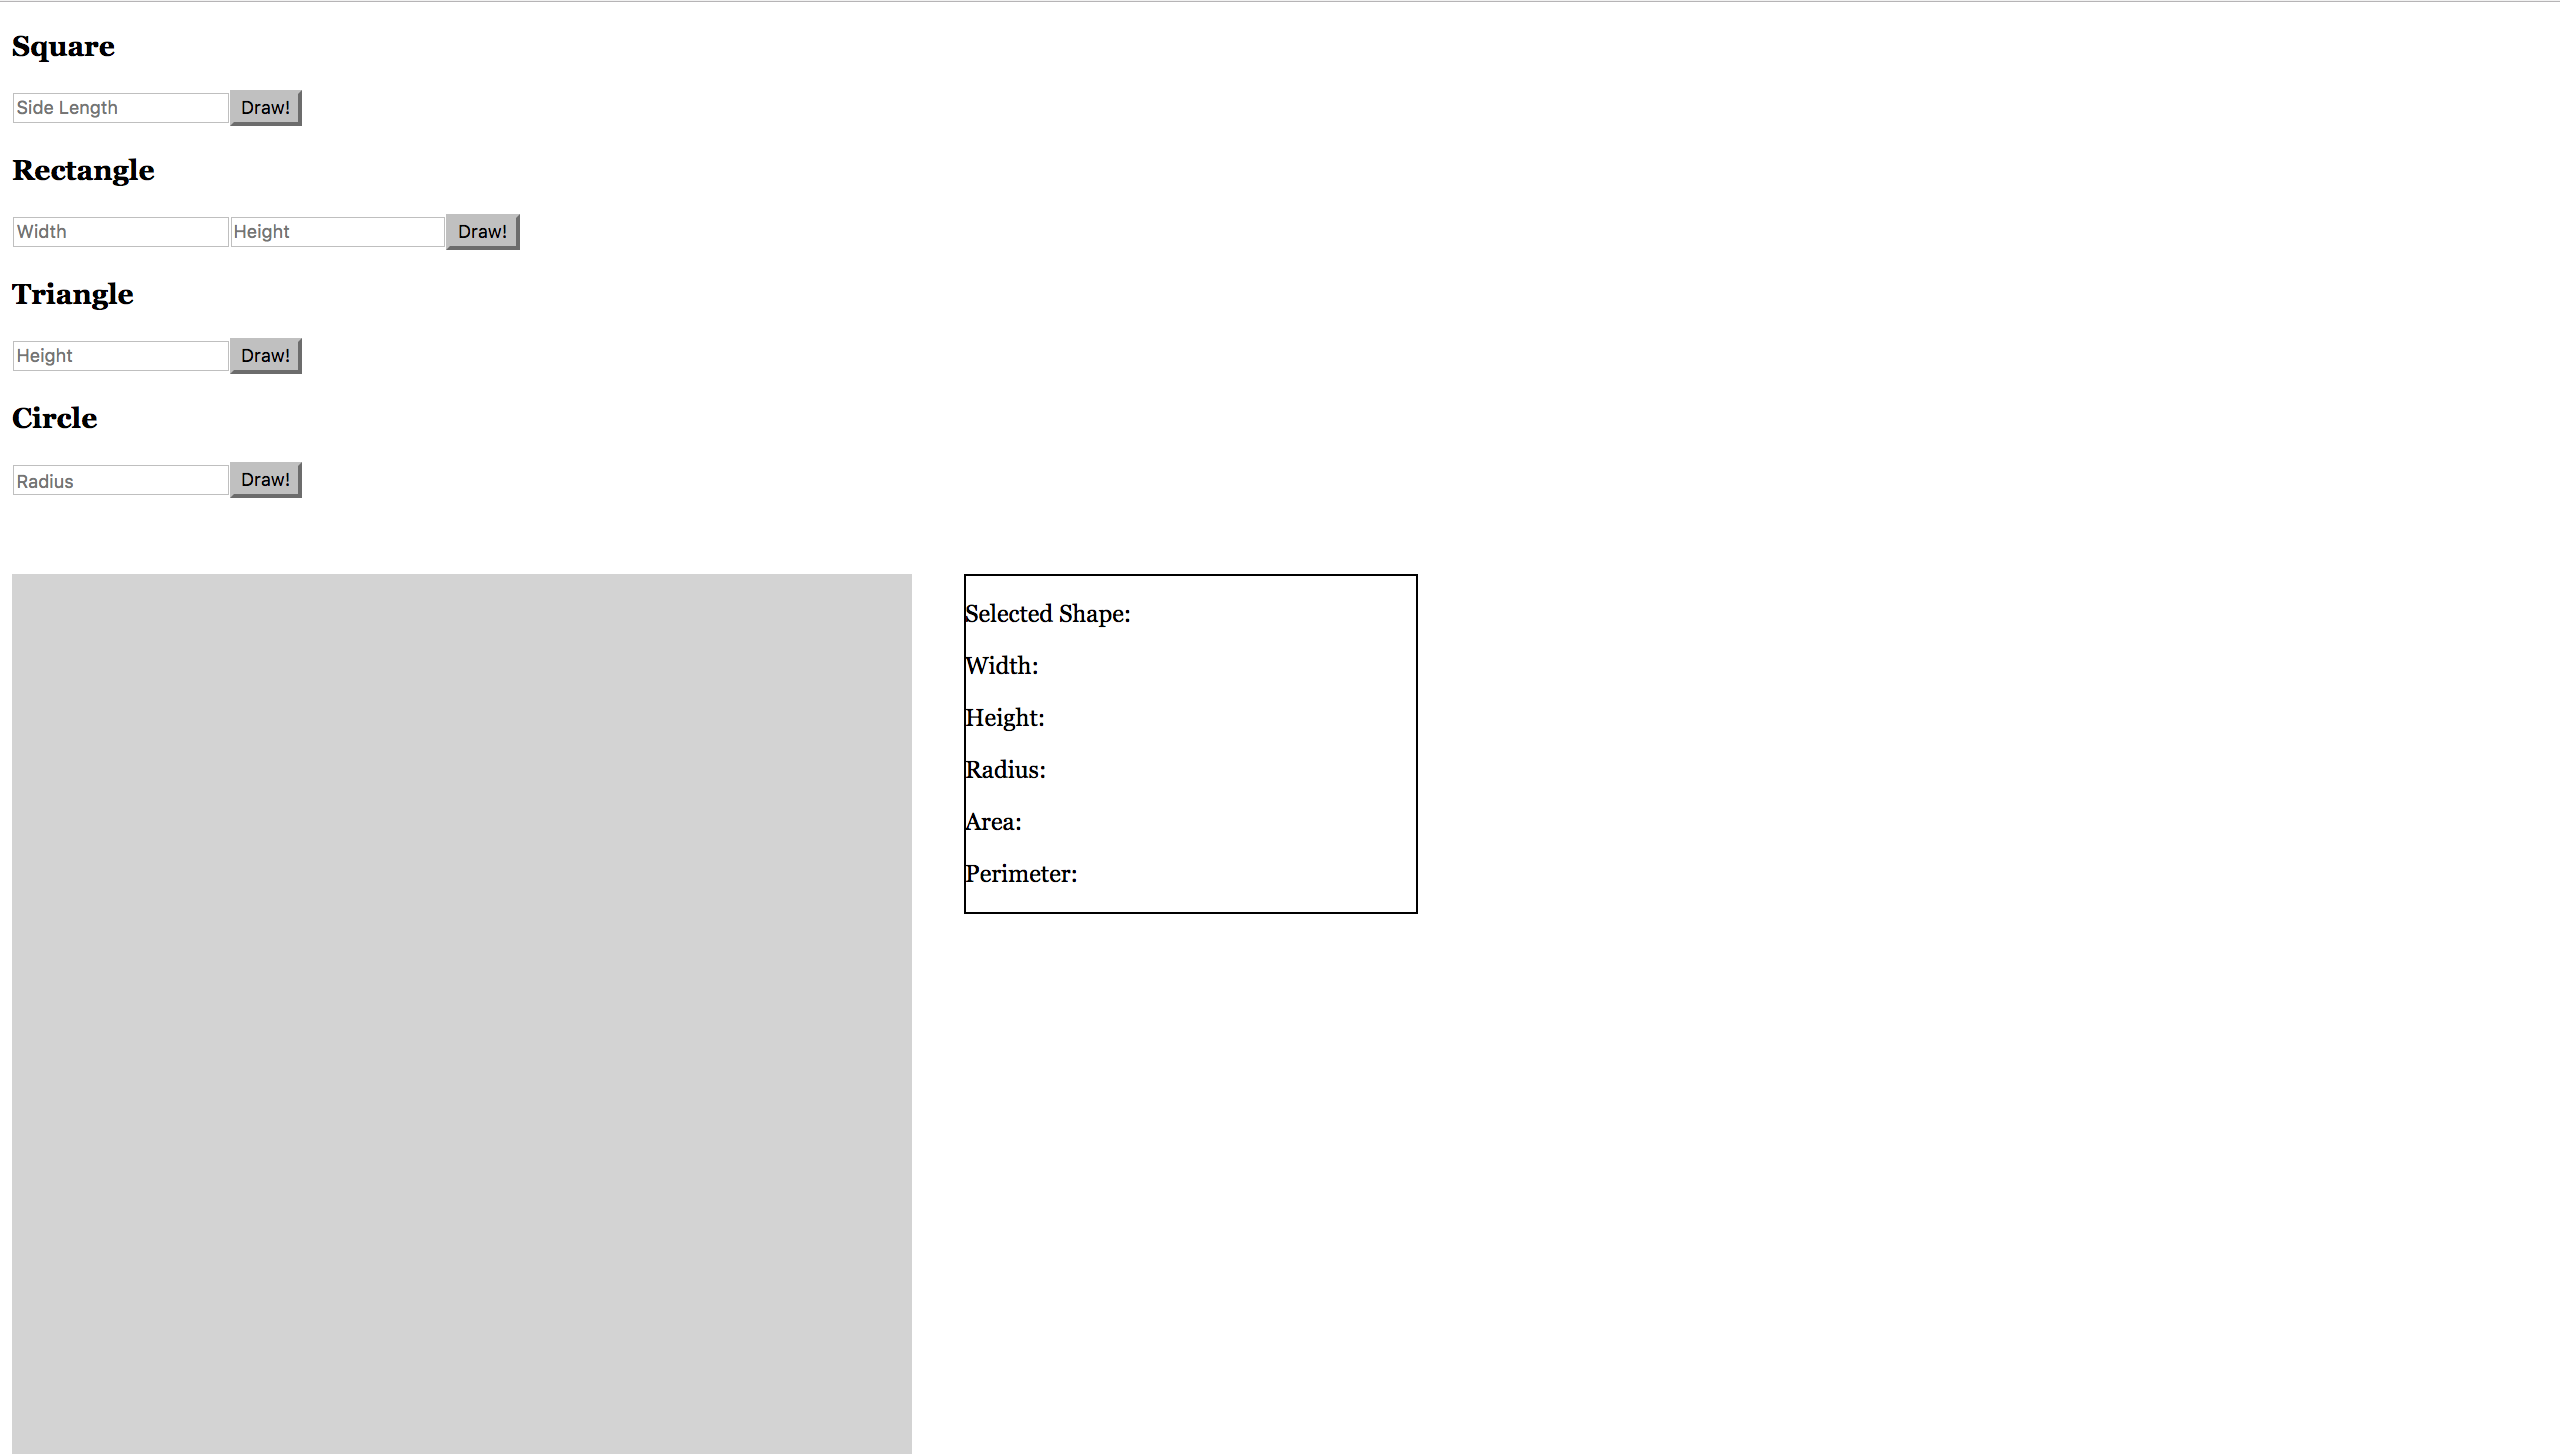 Square
Side Length Draw!
Rectangle
Width Height Draw!
Triangle
Height Draw!
Circle
Radius Draw!
Selected Shape:
Width:
Height:
Radius:
Area:
Perimeter: